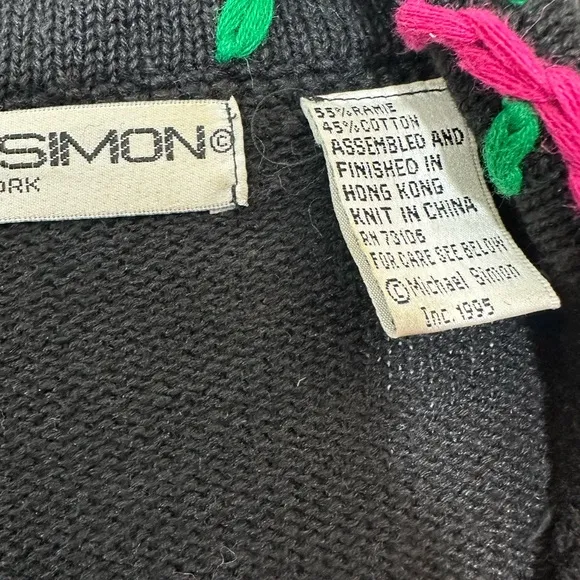 SIMON©
ORK
55% RAMIE
45% COTTON
ASSEMBLED AND
FINISHED IN
HONG KONG
KNIT IN CHINA
RN 73106
FOR CARE SEE BELOW
©Michael Simon
Inc. 1995